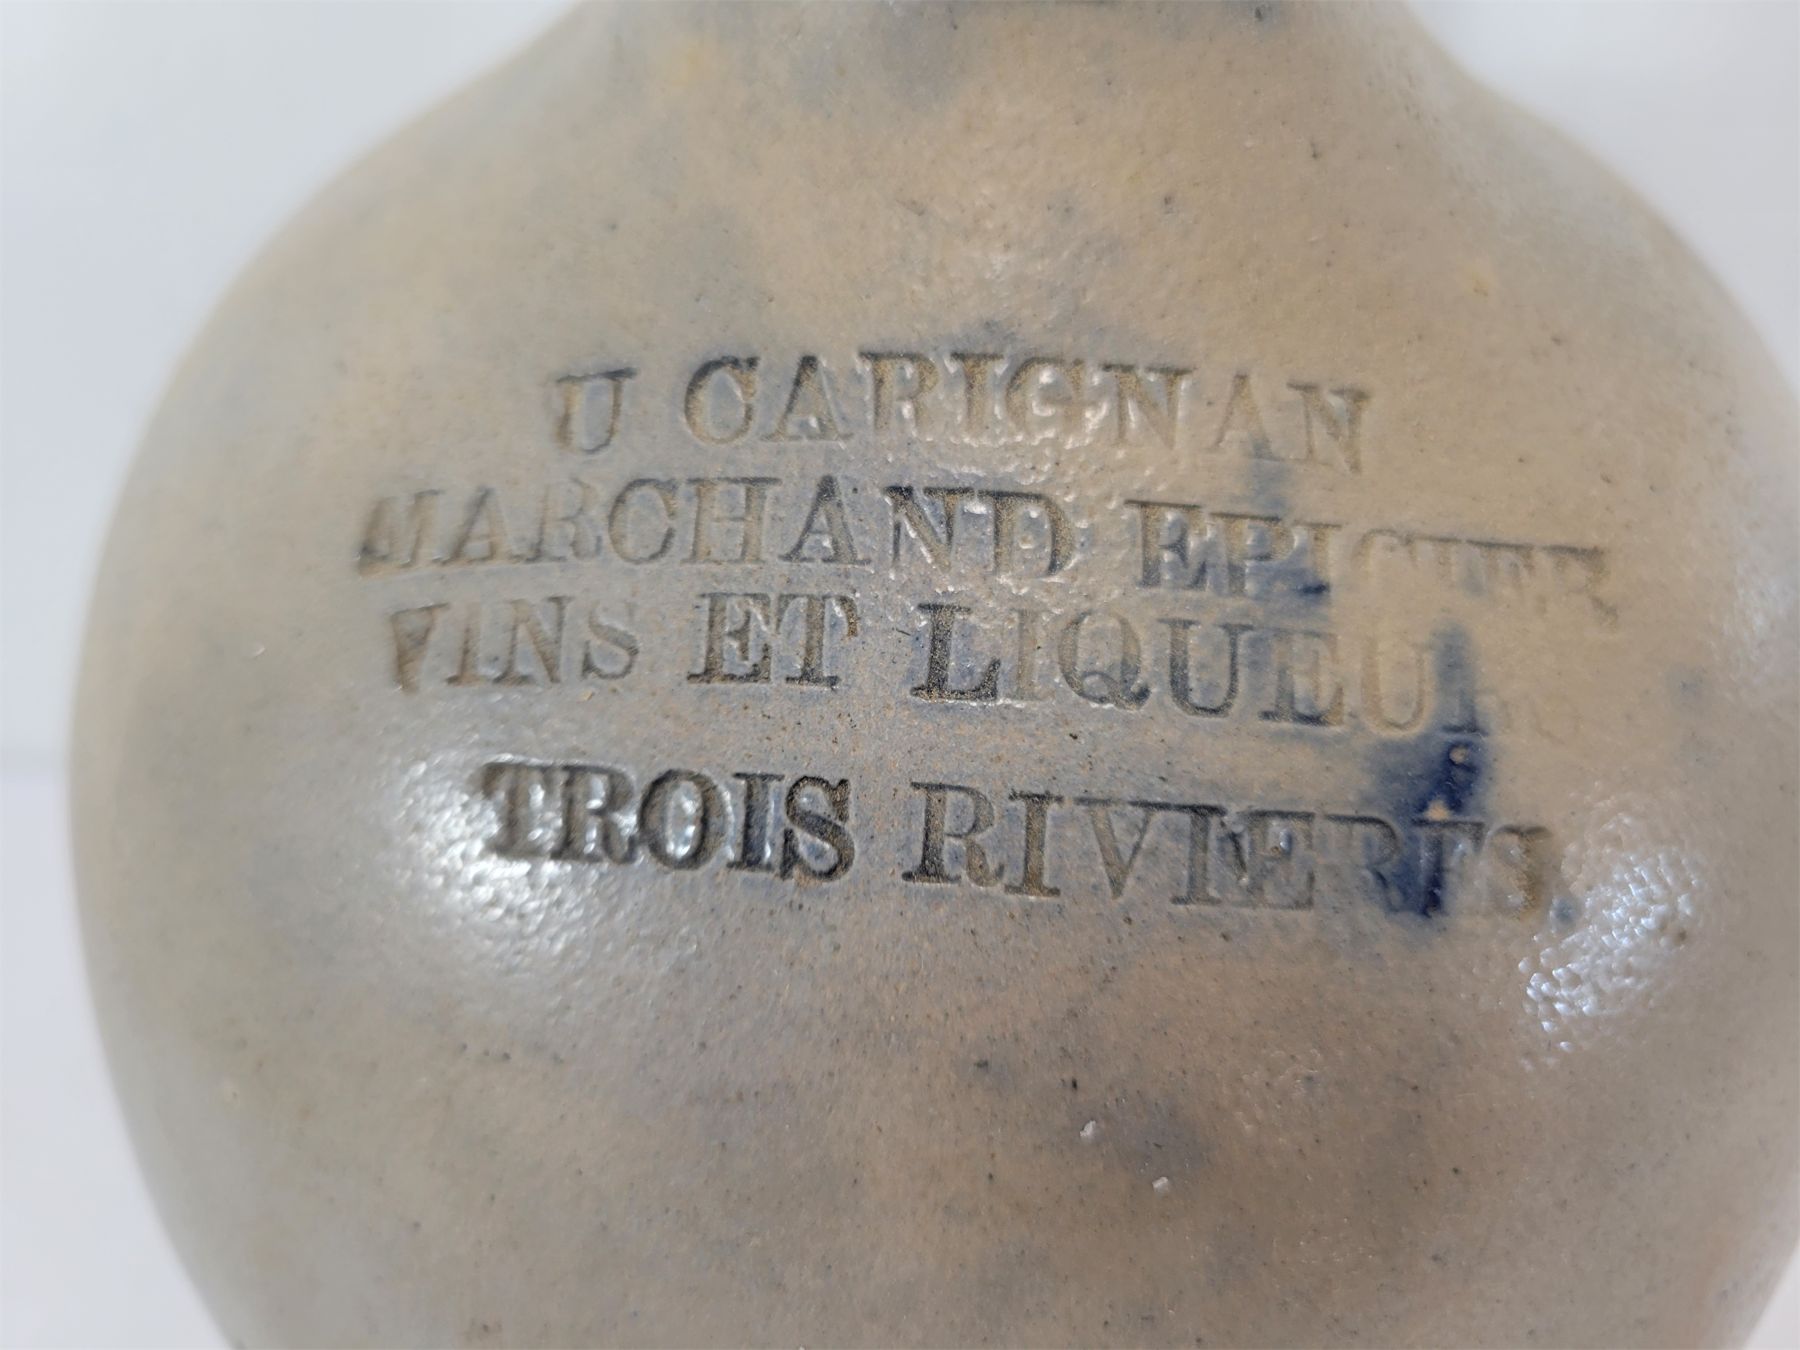 U CARIGNAN
MARCHAND EPICIER
VINS ET LIQUEURS
TROIS RIVIERES.